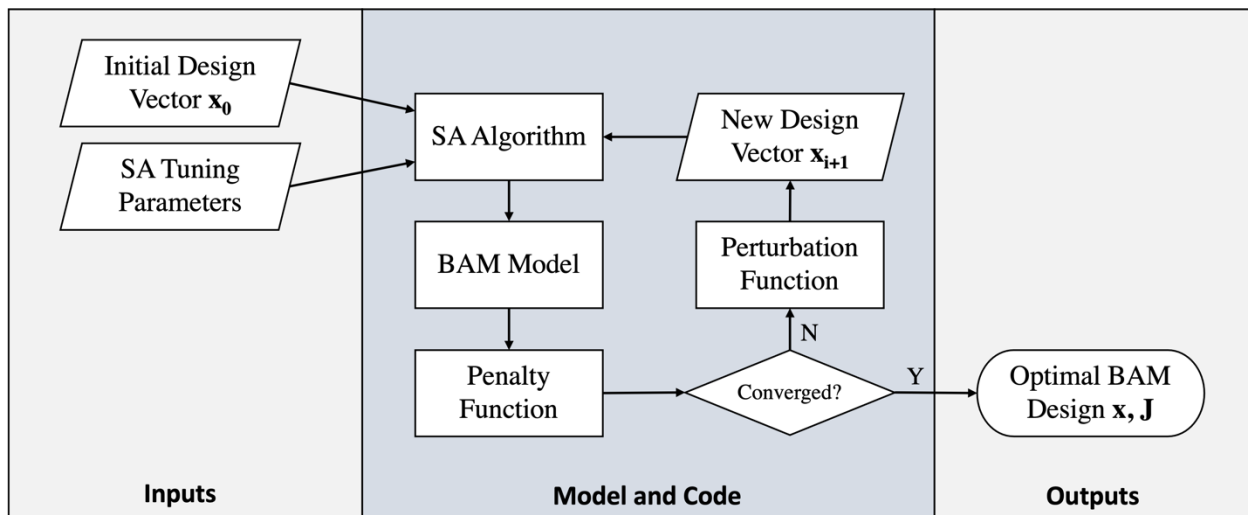 Initial Design
Vector x0
SA Tuning
Parameters
SA Algorithm
BAM Model
Penalty
Function
New Design
Vector xi+1
Perturbation
Function
N
Converged?
Y
Optimal BAM
Design x, J
Inputs
Model and Code
Outputs